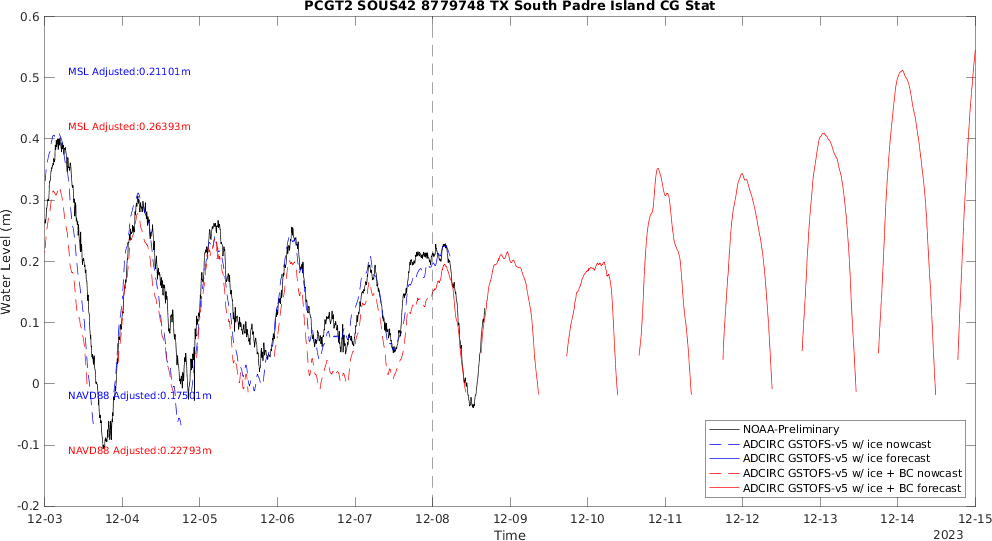 PCGT2 SOUS42 8779748 TX South Padre Island CG Stat
0.6
0.5
0.4
0.3
0.2
0.1
0
-0.1
-0.2
Water Level (m)
MSL Adjusted:0.21101m
MSL Adjusted:0.26393m
NAVD88 Adjusted:0.17501m
NAVD88 Adjusted:0.22793m
NOAA-Preliminary
ADCIRC GSTOFS-v5 w/ ice nowcast
ADCIRC GSTOFS-v5 w/ ice forecast
ADCIRC GSTOFS-v5 w/ ice + BC nowcast
ADCIRC GSTOFS-v5 w/ ice + BC forecast
12-03 12-04 12-05 12-06 12-07 12-08 12-09 12-10 12-11 12-12 12-13 12-14 12-15
Time
2023